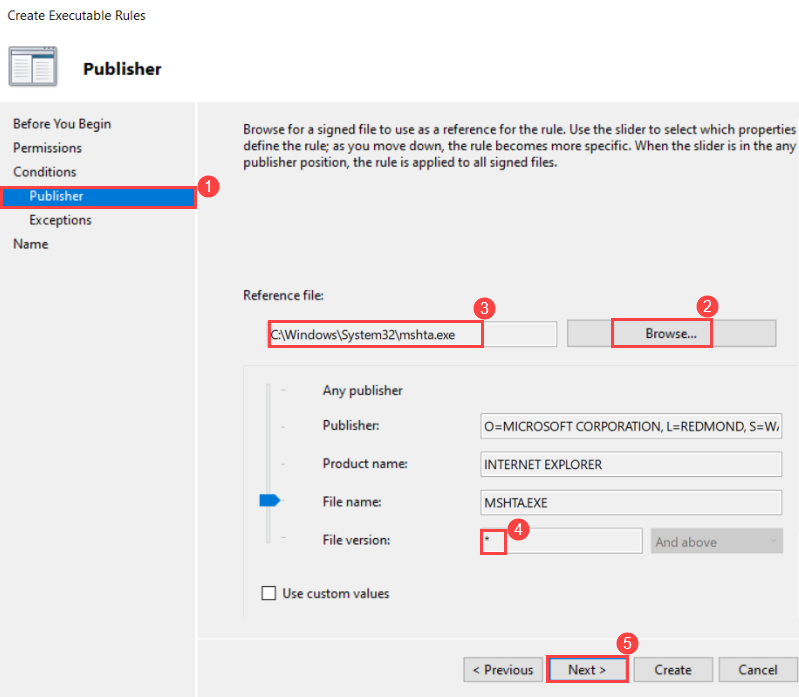 Create Executable Rules
Publisher
Before You Begin
Permissions
Conditions
Publisher
1
Exceptions
Name
Browse for a signed file to use as a reference for the rule. Use the slider to select which properties
define the rule; as you move down, the rule becomes more specific. When the slider is in the any
publisher position, the rule is applied to all signed files.
Reference file:
3
2
C:\Windows\System32\mshta.exe
Browse...
Any publisher
Publisher:
O=MICROSOFT CORPORATION, L=REDMOND, S=WA
Product name:
INTERNET EXPLORER
File name:
MSHTA.EXE
File version:
*
4
And above
Use custom values
5
< Previous
Next >
Create
Cancel